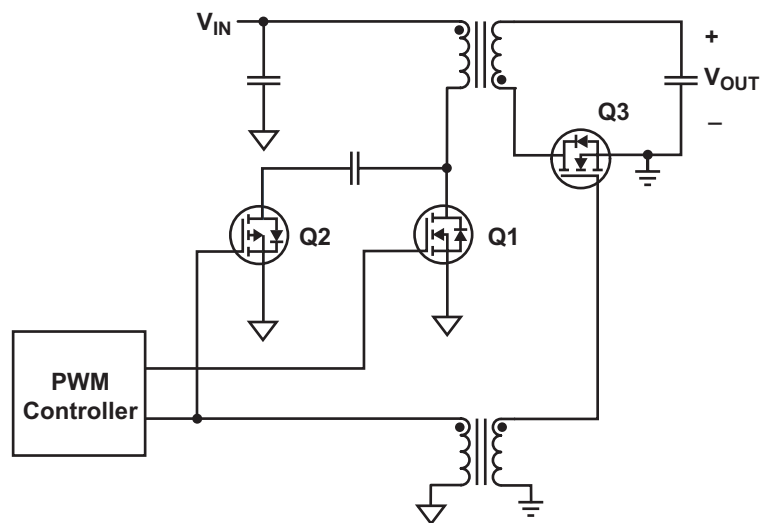 VIN
+
VOUT
–
Q3
Q2
Q1
PWM
Controller